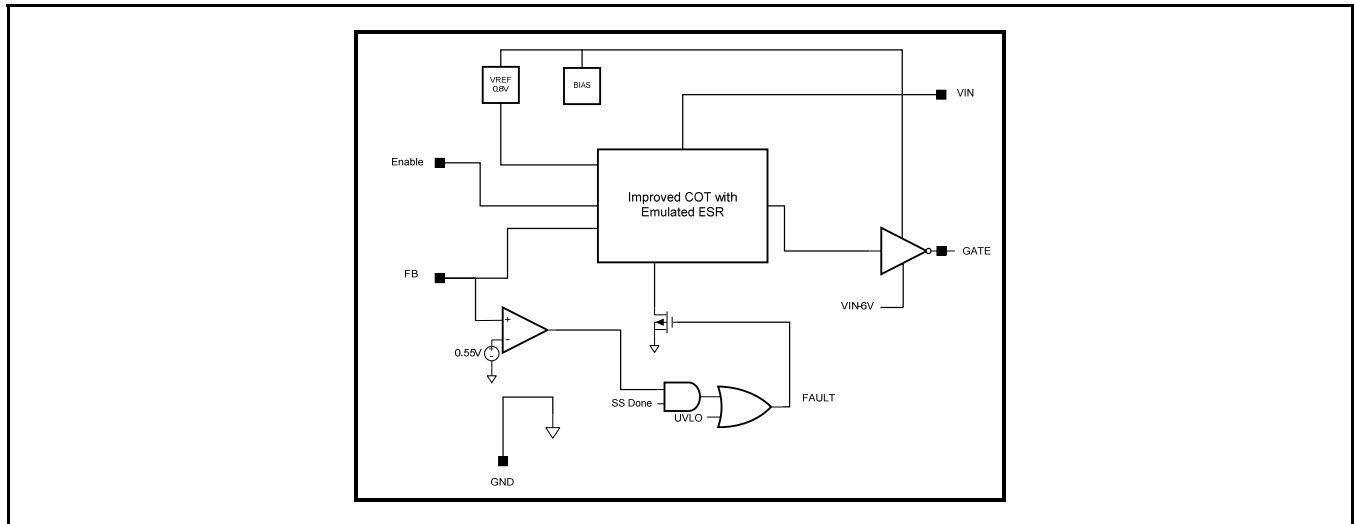 VREF
0.8V
BIAS
VIN
Enable
Improved COT with
Emulated ESR
GATE
FB
VIN-6V
+
-
0.55V
+
-
SS Done
UVLO
FAULT
GND